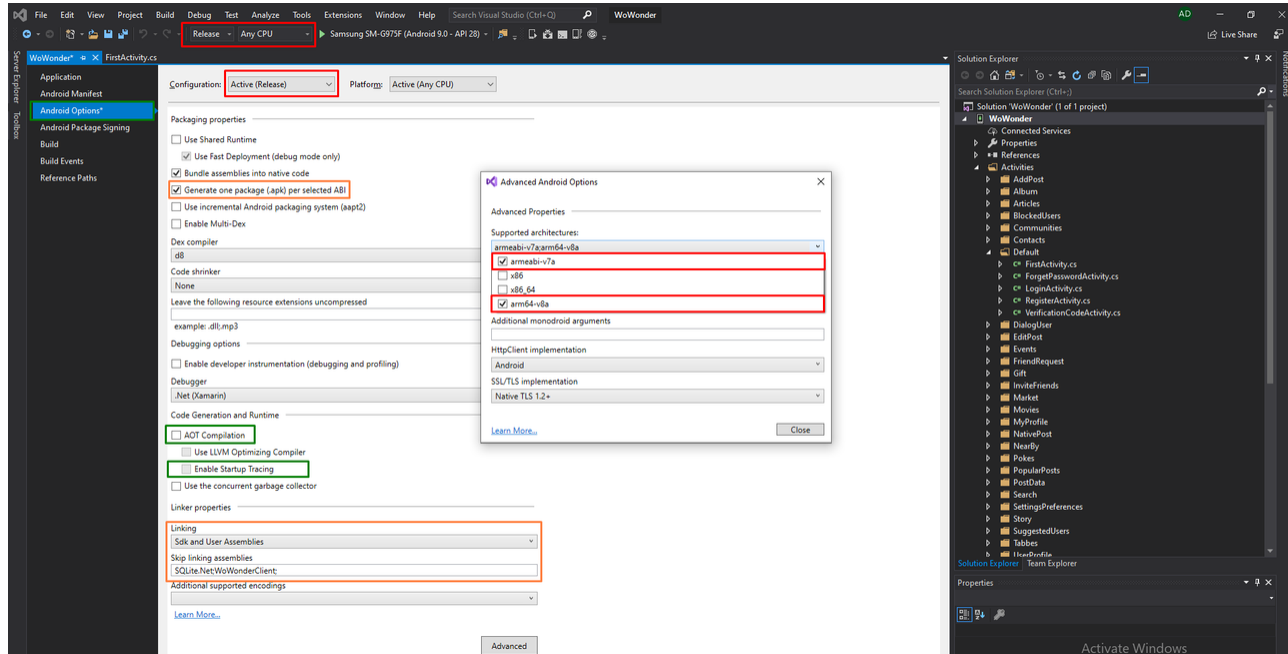 File Edit View Project Build Debug Test Analyze Tools Extensions Window Help Search Visual Studio (Ctrl+Q) WoWonder AD
Release Any CPU Samsung SM-G975F (Android 9.0 - API 28) Live Share
Server Explorer
Toolbox
Notifications
WoWonder* FirstActivity.cs
Application
Android Manifest
Android Options*
Android Package Signing
Build
Build Events
Reference Paths
Configuration: Active (Release) Platform: Active (Any CPU)
Packaging properties
Use Shared Runtime
Use Fast Deployment (debug mode only)
Bundle assemblies into native code
Generate one package (.apk) per selected ABI
Use incremental Android packaging system (aapt2)
Enable Multi-Dex
Dex compiler
d8
Code shrinker
None
Leave the following resource extensions uncompressed
example: .dll;.mp3
Debugging options
Enable developer instrumentation (debugging and profiling)
Debugger
.Net (Xamarin)
Code Generation and Runtime
AOT Compilation
Use LLVM Optimizing Compiler
Enable Startup Tracing
Use the concurrent garbage collector
Linker properties
Linking
Sdk and User Assemblies
Skip linking assemblies
SQLite.Net;WoWonderClient;
Additional supported encodings
Learn More...
Advanced
Advanced Android Options
Advanced Properties
Supported architectures:
armeabi-v7a;arm64-v8a
armeabi-v7a
x86
x86_64
arm64-v8a
Additional monodroid arguments
HttpClient implementation
Android
SSL/TLS implementation
Native TLS 1.2+
Learn More...
Close
Solution Explorer
Search Solution Explorer (Ctrl+;)
Solution 'WoWonder' (1 of 1 project)
WoWonder
Connected Services
Properties
References
Activities
AddPost
Album
Articles
BlockedUsers
Communities
Contacts
Default
FirstActivity.cs
ForgetPasswordActivity.cs
LoginActivity.cs
RegisterActivity.cs
VerificationCodeActivity.cs
DialogUser
EditPost
Events
FriendRequest
Gift
InviteFriends
Market
Movies
MyProfile
NativePost
NearBy
Pokes
PopularPosts
PostData
Search
SettingsPreferences
Story
SuggestedUsers
Tabbes
UserProfile
Solution Explorer Team Explorer
Properties
Activate Windows